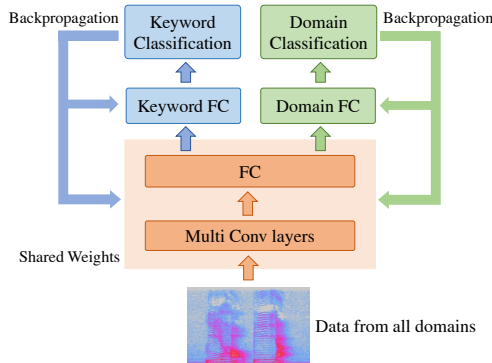 Backpropagation
Keyword
Classification
Domain
Classification
Backpropagation
Keyword FC
Domain FC
FC
Multi Conv layers
Shared Weights
Data from all domains